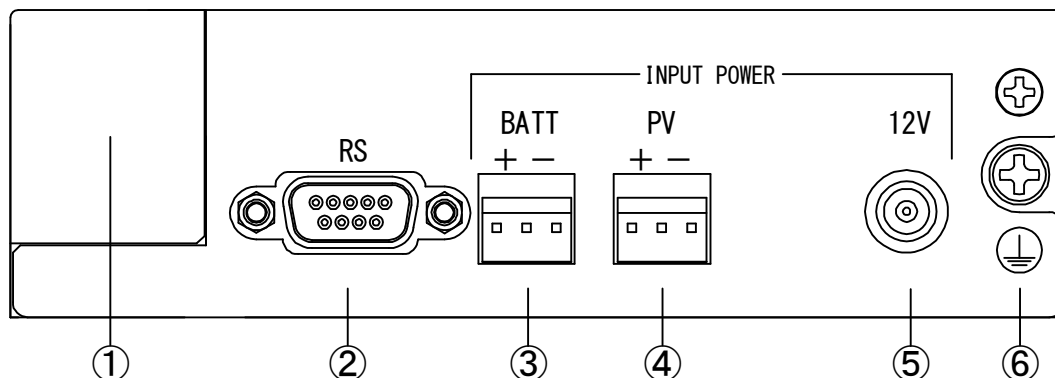 INPUT POWER
BATT PV 12V
RS + − + −
① ② ③ ④ ⑤ ⑥